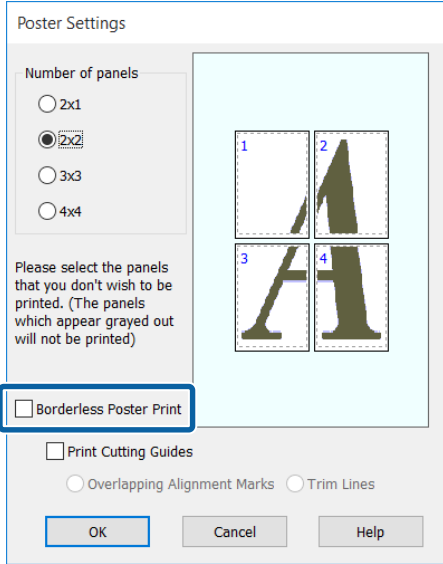 Poster Settings
Number of panels
2x1
2x2
3x3
4x4
1
2
3
4
A
Please select the panels
that you don't wish to be
printed. (The panels
which appear grayed out
will not be printed)
Borderless Poster Print
Print Cutting Guides
Overlapping Alignment Marks Trim Lines
OK Cancel Help